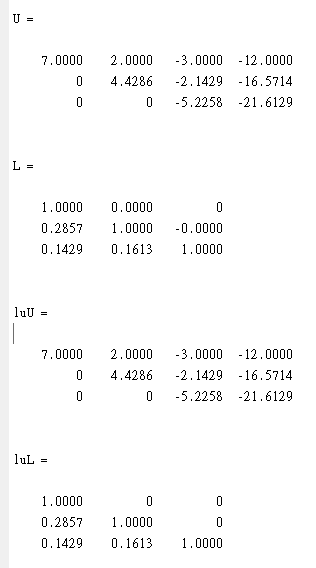 U =
7.0000 2.0000 -3.0000 -12.0000
0 4.4286 -2.1429 -16.5714
0 0 -5.2258 -21.6129
L =
1.0000 0.0000 0
0.2857 1.0000 -0.0000
0.1429 0.1613 1.0000
luU =
7.0000 2.0000 -3.0000 -12.0000
0 4.4286 -2.1429 -16.5714
0 0 -5.2258 -21.6129
luL =
1.0000 0 0
0.2857 1.0000 0
0.1429 0.1613 1.0000